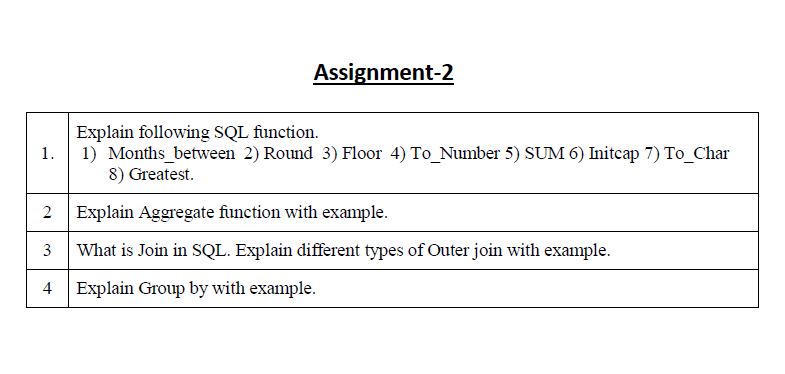 Assignment-2
Explain following SQL function.
1. 1) Months_between 2) Round 3) Floor 4) To_Number 5) SUM 6) Initcap 7) To_Char
8) Greatest.
2 Explain Aggregate function with example.
3 What is Join in SQL. Explain different types of Outer join with example.
4 Explain Group by with example.